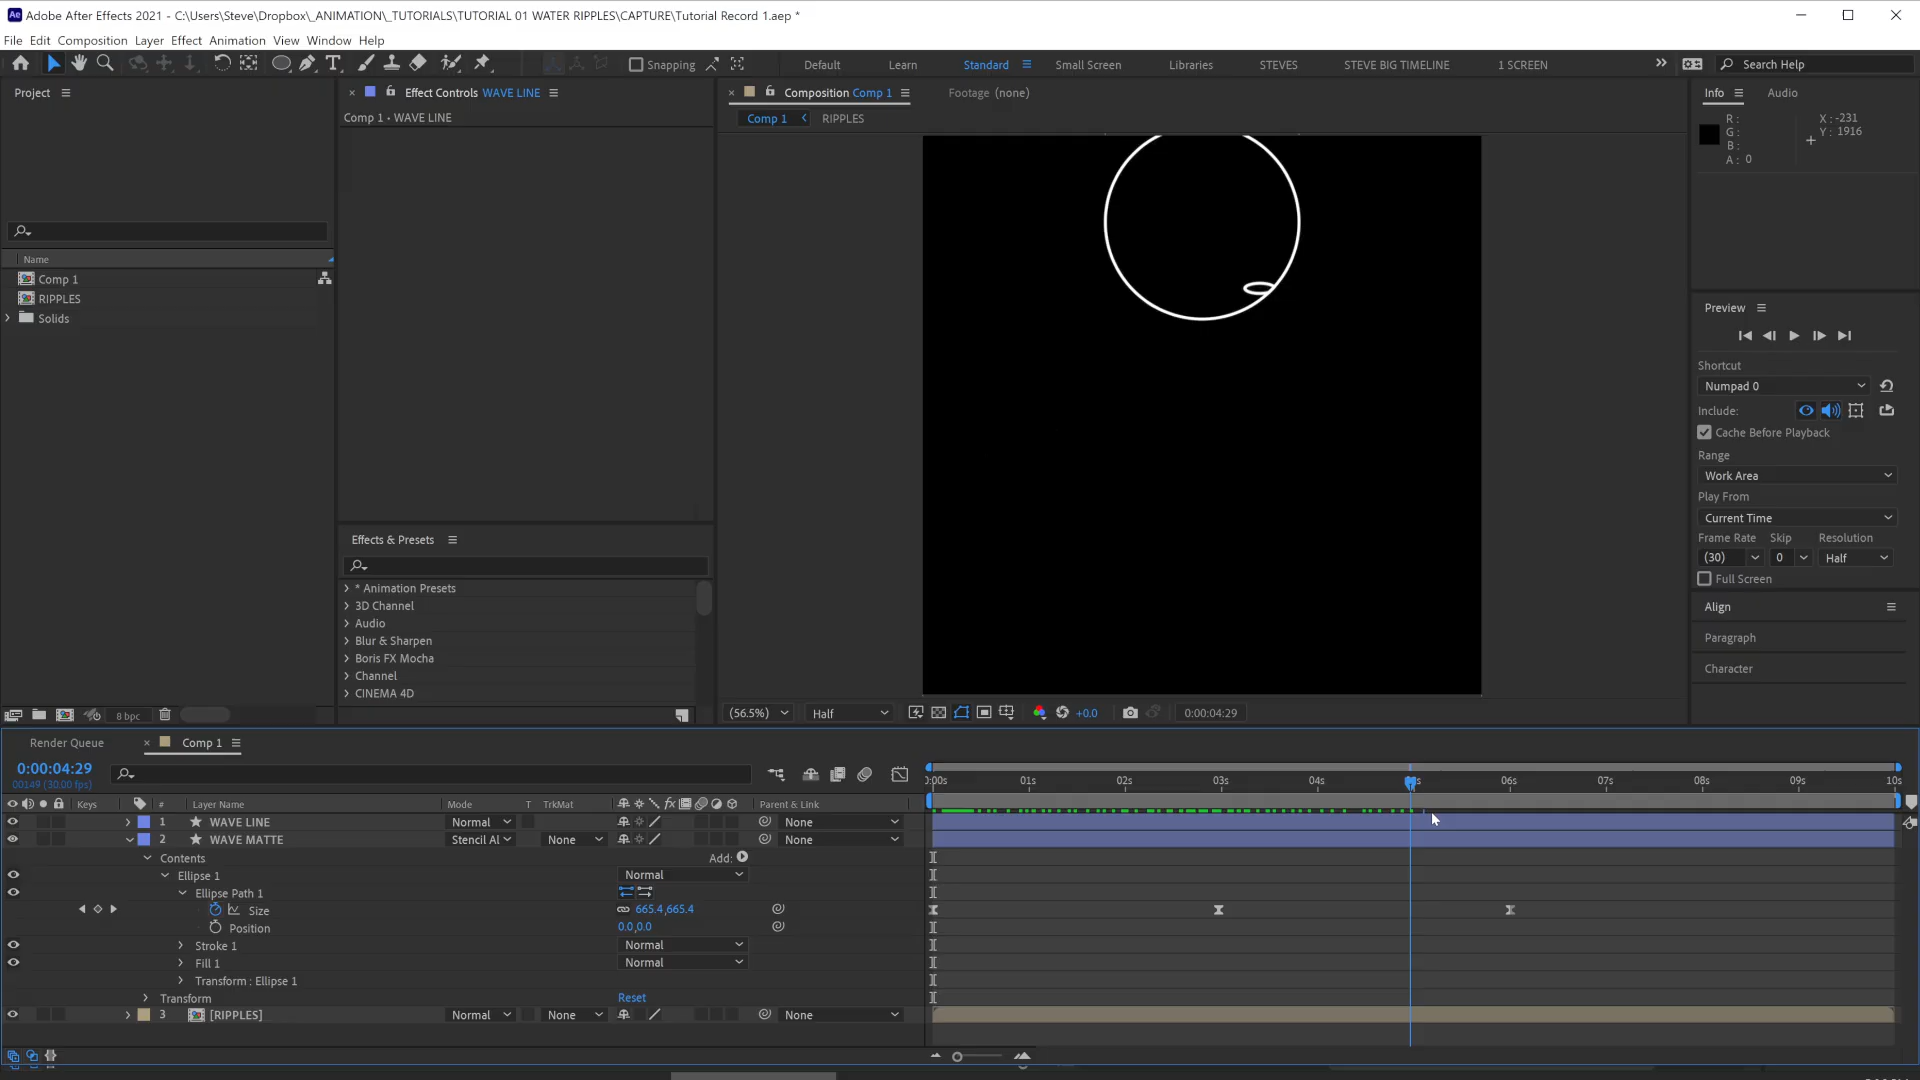 Adobe After Effects 2021 - C:\Users\Steve\Dropbox\_ANIMATION\_TUTORIALS\TUTORIAL 01 WATER RIPPLES\CAPTURE\Tutorial Record 1.aep *
File Edit Composition Layer Effect Animation View Window Help
Snapping Default Learn Standard Small Screen Libraries STEVES STEVE BIG TIMELINE 1 SCREEN Search Help
Project
Effect Controls WAVE LINE
Composition Comp 1 Footage (none)
Info Audio
Comp 1 • WAVE LINE
Comp 1 RIPPLES
R :
G :
B :
A : 0
X : -231
Y : 1916
Name
Comp 1
RIPPLES
Solids
8 bpc
Effects & Presets
* Animation Presets
3D Channel
Audio
Blur & Sharpen
Boris FX Mocha
Channel
CINEMA 4D
(56.5%) Half +0.0 0:00:04:29
Preview
Shortcut
Numpad 0
Include:
Cache Before Playback
Range
Work Area
Play From
Current Time
Frame Rate Skip Resolution
(30) 0 Half
Full Screen
Align
Paragraph
Character
Render Queue Comp 1
0:00:04:29
00149 (30.00 fps)
01s 02s 03s 04s 06s 07s 08s 09s 10s
Keys # Layer Name Mode T TrkMat Parent & Link
1 WAVE LINE Normal None
2 WAVE MATTE Stencil Al None None
Contents Add:
Ellipse 1 Normal
Ellipse Path 1
Size 665.4,665.4
Position 0.0,0.0
Stroke 1 Normal
Fill 1 Normal
Transform : Ellipse 1
Transform Reset
3 [RIPPLES] Normal None None